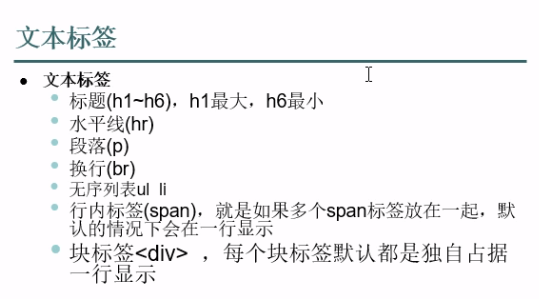 文本标签
文本标签
标题(h1~h6)，h1最大，h6最小
水平线(hr)
段落(p)
换行(br)
无序列表ul li
行内标签(span)，就是如果多个span标签放在一起，默
认的情况下会在一行显示
块标签<div> ，每个块标签默认都是独自占据
一行显示